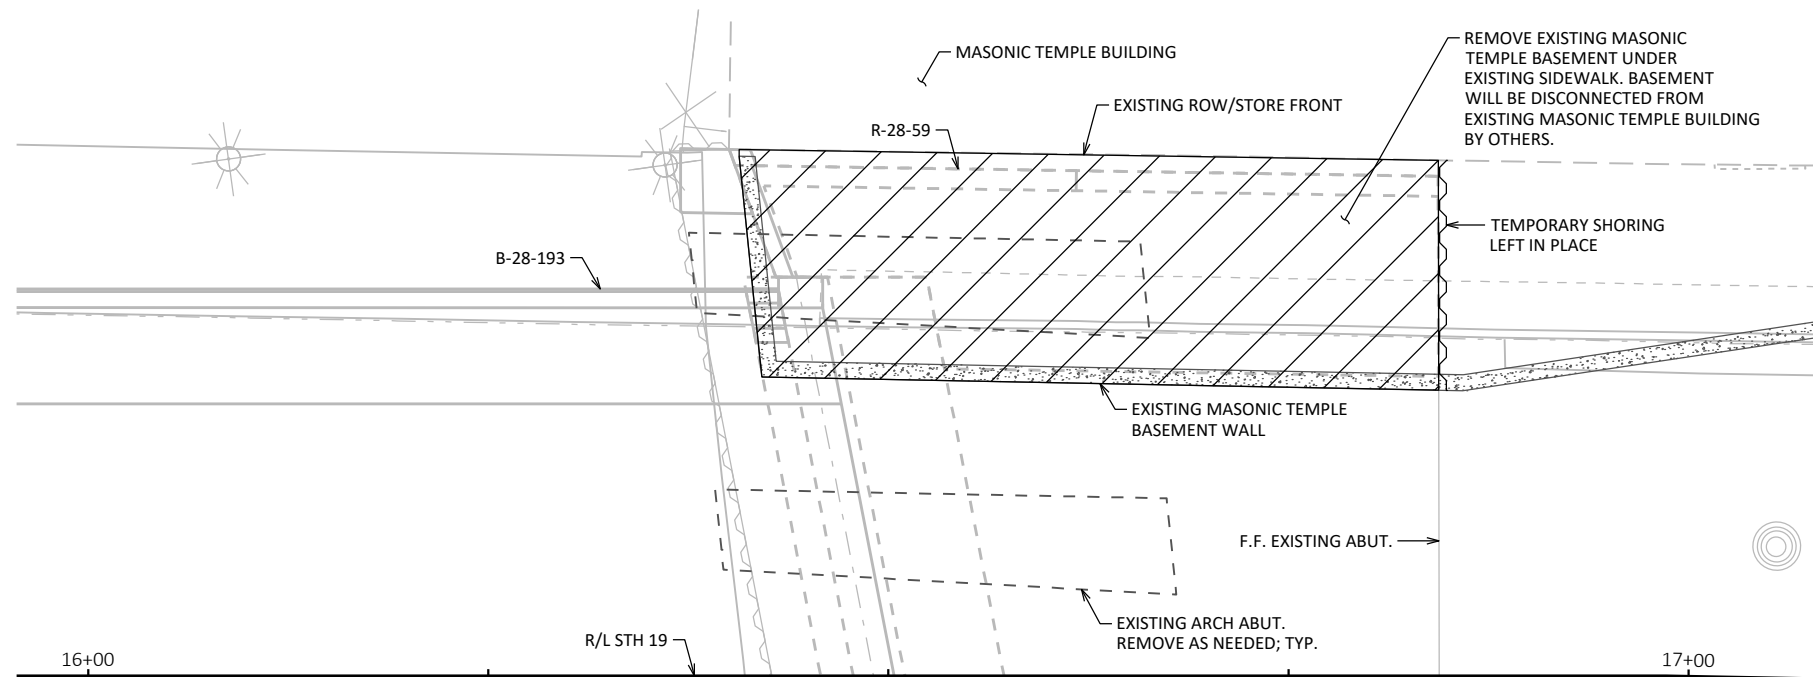 MASONIC TEMPLE BUILDING
REMOVE EXISTING MASONIC
TEMPLE BASEMENT UNDER
EXISTING SIDEWALK. BASEMENT
WILL BE DISCONNECTED FROM
EXISTING MASONIC TEMPLE BUILDING
BY OTHERS.
EXISTING ROW/STORE FRONT
R-28-59
TEMPORARY SHORING
LEFT IN PLACE
B-28-193
EXISTING MASONIC TEMPLE
BASEMENT WALL
F.F. EXISTING ABUT.
EXISTING ARCH ABUT.
REMOVE AS NEEDED; TYP.
R/L STH 19
16+00
17+00